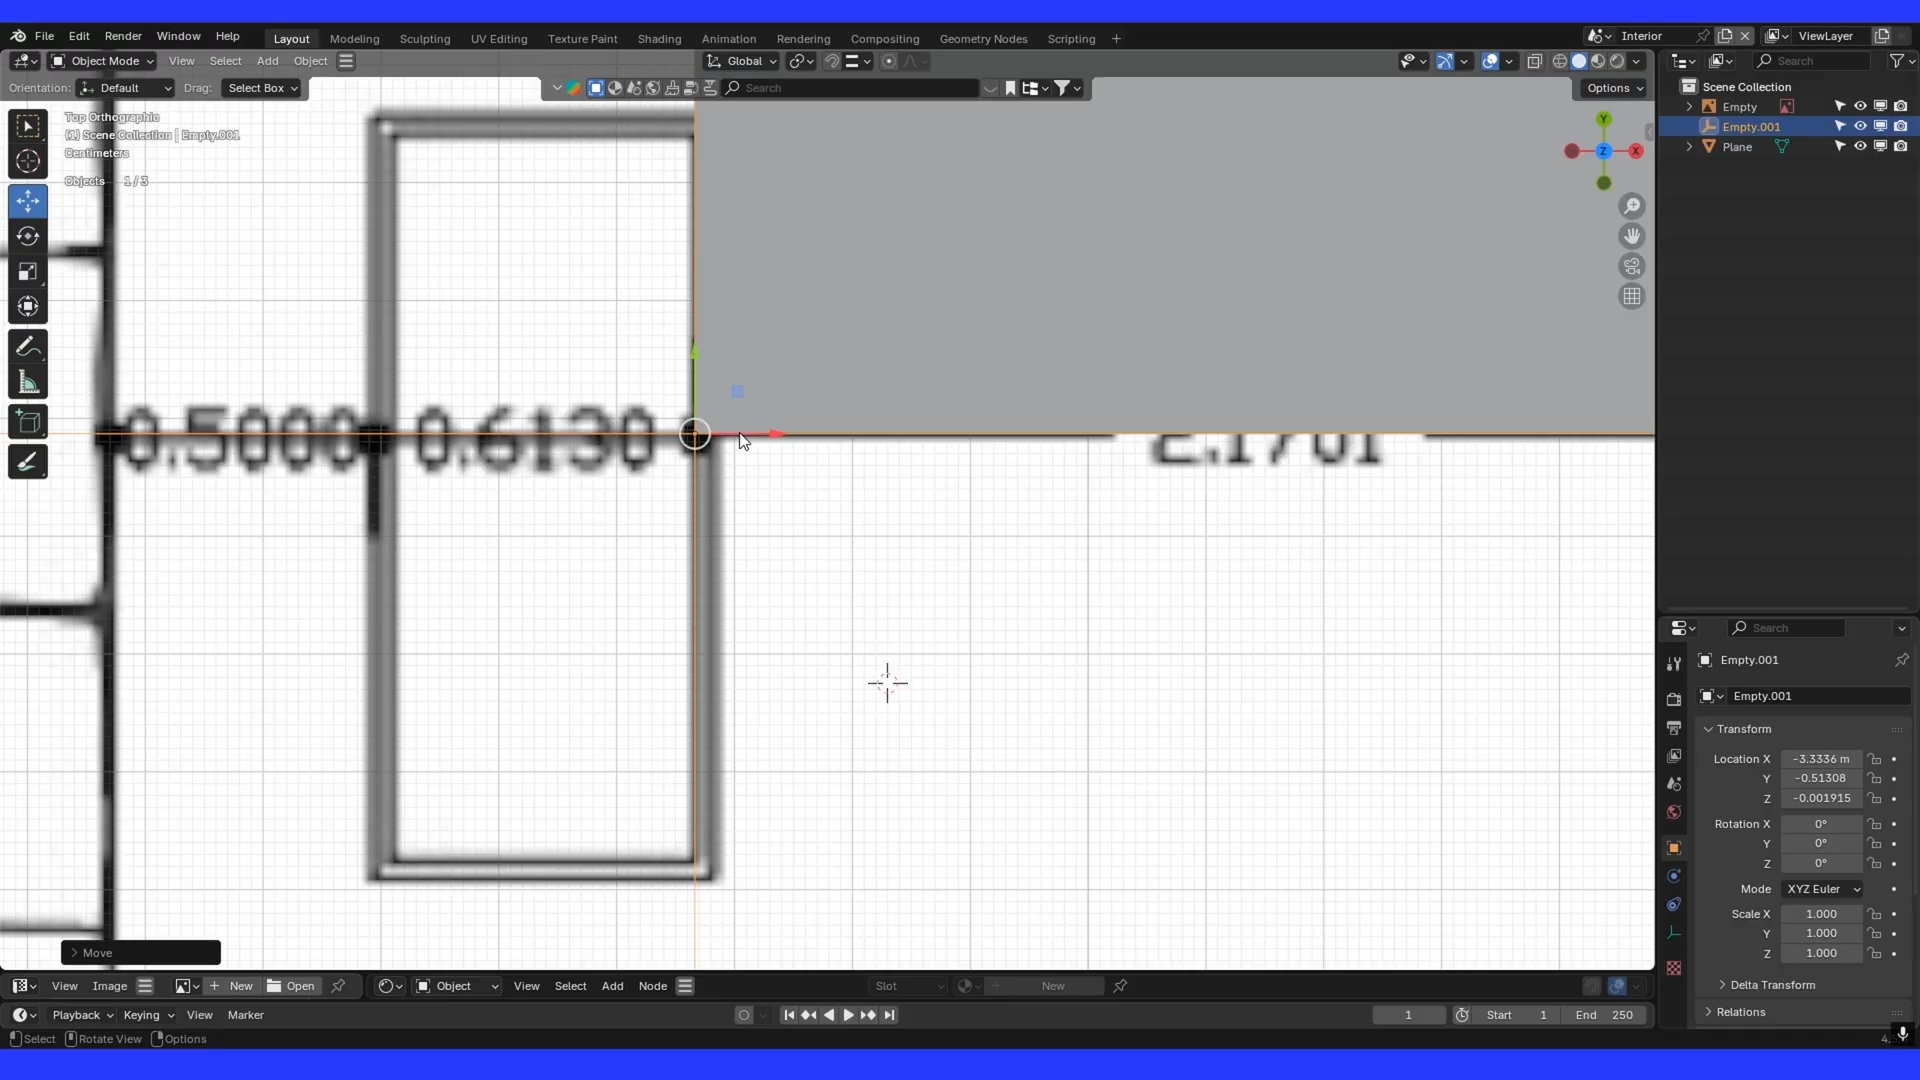 File Edit Render Window Help
Layout Modeling Sculpting UV Editing Texture Paint Shading Animation Rendering Compositing Geometry Nodes Scripting +
Interior
ViewLayer
Object Mode View Select Add Object
Global
Search
Orientation: Default Drag: Select Box
Search
Options
Top Orthographic
(1) Scene Collection | Empty.001
Centimeters
Objects 1 / 3
Scene Collection
Empty
Empty.001
Plane
Y
Z
X
0.5000 0.6130
2.1701
Search
Empty.001
Empty.001
Transform
Location X -3.3336 m
Y -0.51308
Z -0.001915
Rotation X 0°
Y 0°
Z 0°
Mode XYZ Euler
Scale X 1.000
Y 1.000
Z 1.000
Delta Transform
Relations
Move
View Image + New Open
Object View Select Add Node
Slot
New
Playback Keying View Marker
1
Start 1
End 250
Select Rotate View Options